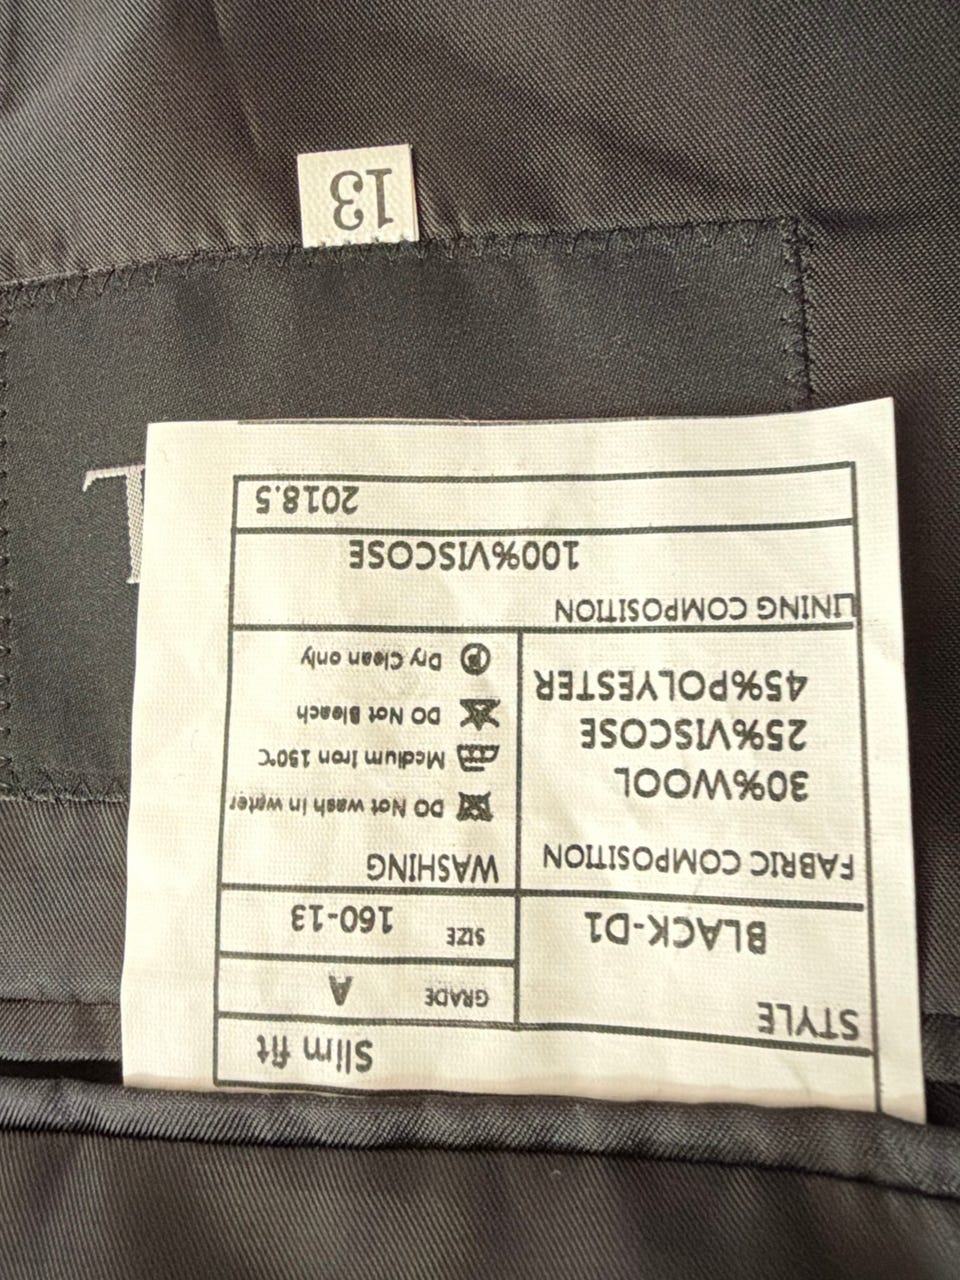 Slim fit
STYLE
BLACK-D1
GRADE A
SIZE 160-13
FABRIC COMPOSITION
30%WOOL
25%VISCOSE
45%POLYESTER
WASHING
DO Not wash in water
Medium Iron 150℃
DO Not Bleach
Dry Clean only
LINING COMPOSITION
100%VISCOSE
2018.5
T
13